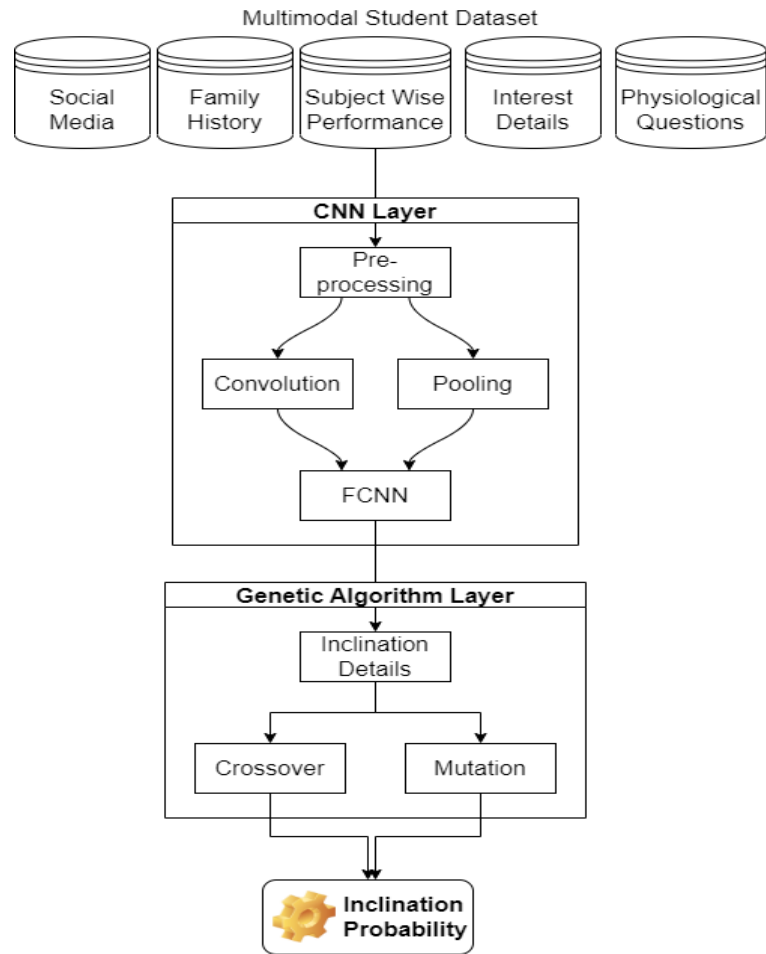 Multimodal Student Dataset
Social
Media
Family
History
Subject Wise
Performance
Interest
Details
Physiological
Questions
CNN Layer
Pre-
processing
Convolution
Pooling
FCNN
Genetic Algorithm Layer
Inclination
Details
Crossover
Mutation
Inclination
Probability